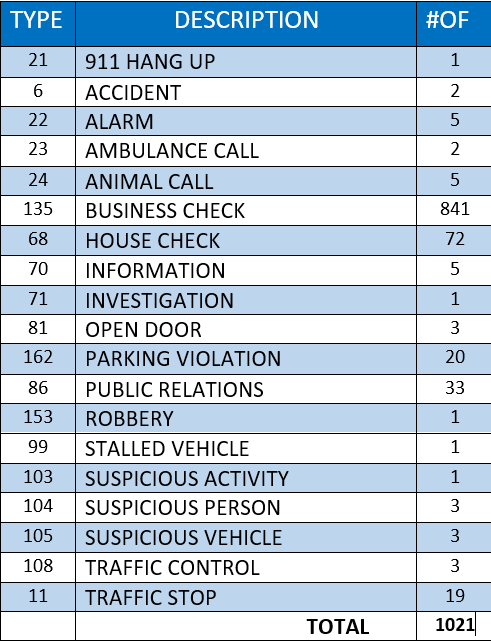 TYPE DESCRIPTION #OF
21 911 HANG UP 1
6 ACCIDENT 2
22 ALARM 5
23 AMBULANCE CALL 2
24 ANIMAL CALL 5
135 BUSINESS CHECK 841
68 HOUSE CHECK 72
70 INFORMATION 5
71 INVESTIGATION 1
81 OPEN DOOR 3
162 PARKING VIOLATION 20
86 PUBLIC RELATIONS 33
153 ROBBERY 1
99 STALLED VEHICLE 1
103 SUSPICIOUS ACTIVITY 1
104 SUSPICIOUS PERSON 3
105 SUSPICIOUS VEHICLE 3
108 TRAFFIC CONTROL 3
11 TRAFFIC STOP 19
TOTAL 1021